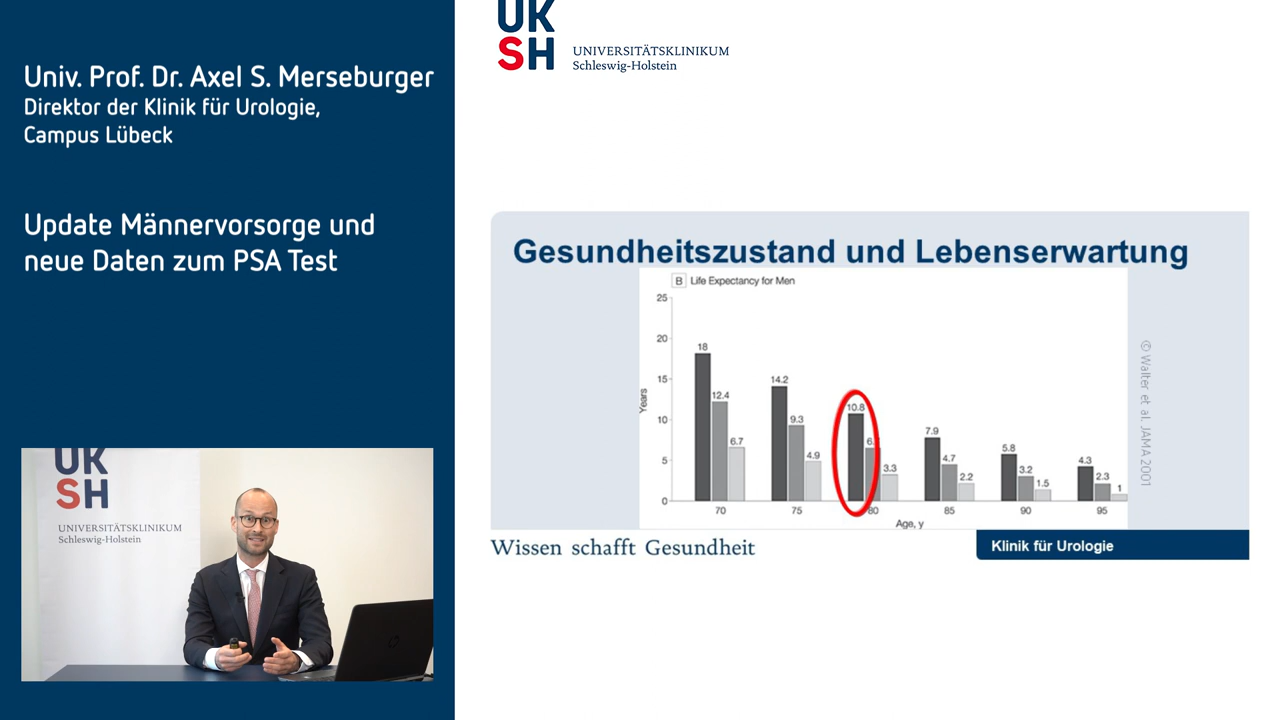 Univ. Prof. Dr. Axel S. Merseburger
Direktor der Klinik für Urologie,
Campus Lübeck
Update Männervorsorge und
neue Daten zum PSA Test
UK
SH
UNIVERSITÄTSKLINIKUM
Schleswig-Holstein
UK
SH
UNIVERSITÄTSKLINIKUM
Schleswig-Holstein
Gesundheitszustand und Lebenserwartung
B Life Expectancy for Men
Years
25
20
15
10
5
0
18
12.4
6.7
14.2
9.3
4.9
10.8
6.
3.3
7.9
4.7
2.2
5.8
3.2
1.5
4.3
2.3
1
70 75 80 85 90 95
Age, y
© Walter et al. JAMA 2001
Wissen schafft Gesundheit
Klinik für Urologie